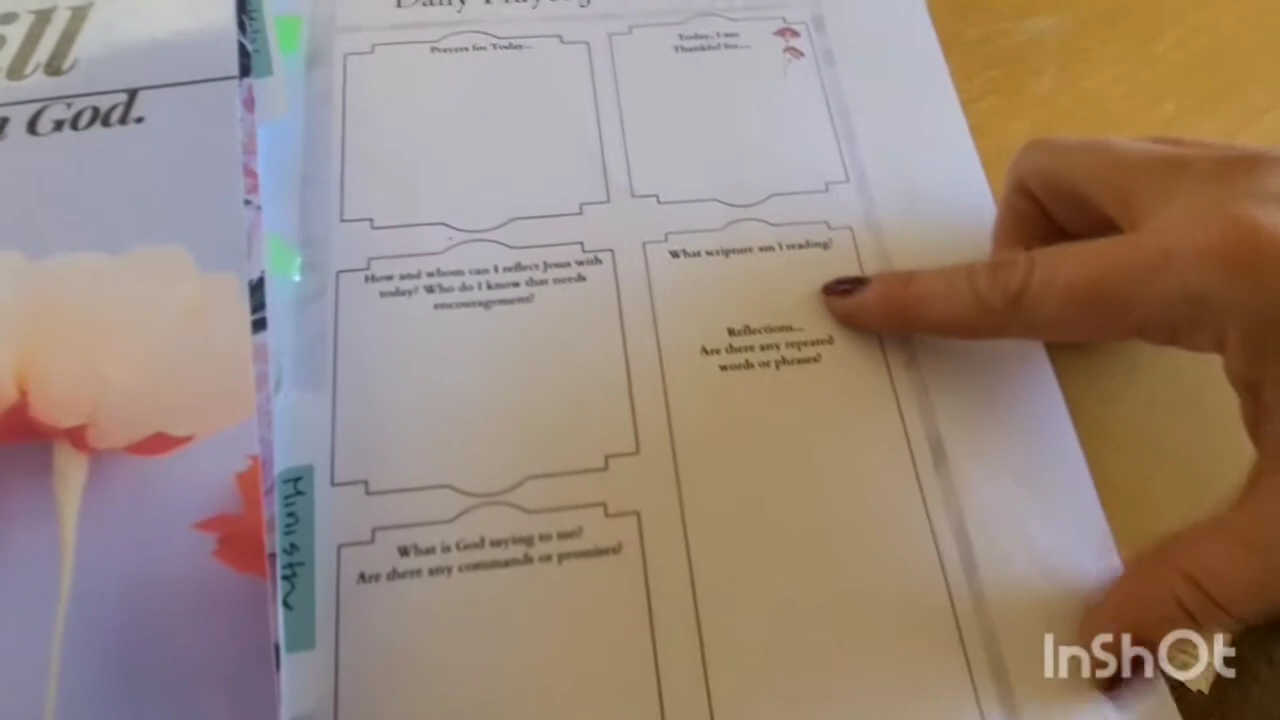 ill
God.
Daily
Prayers for Today...
Today, I am
Thankful for....
How and whom can I reflect Jesus with
today? Who do I know that needs
encouragement?
What scripture am I reading?
Reflections...
Are there any repeated
words or phrases?
What is God saying to me?
Are there any commands or promises?
Ministry
InShOt